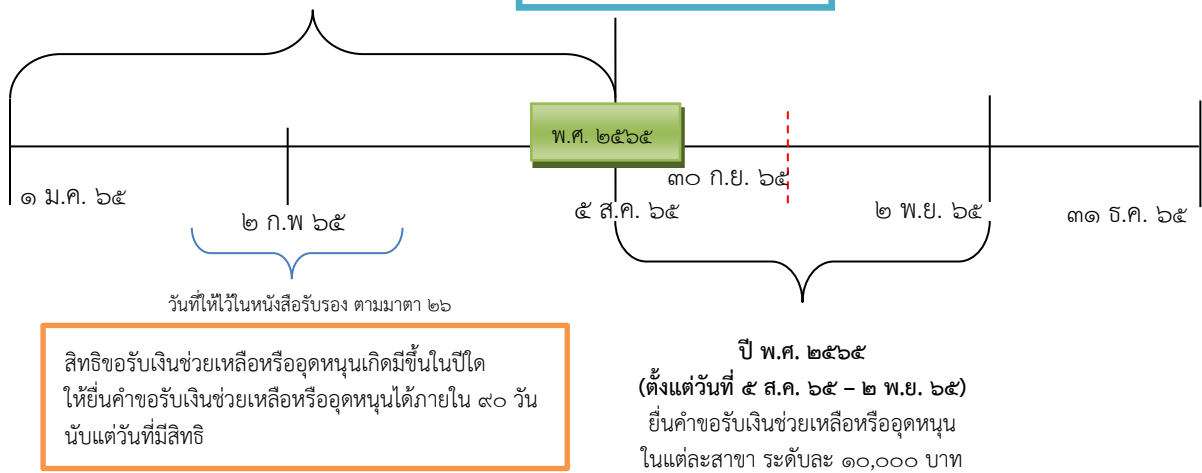 พ.ศ. ๒๕๖๕
๑ ม.ค. ๖๕
๒ ก.พ ๖๕
๕ ส.ค. ๖๕
๓๐ ก.ย. ๖๕
๒ พ.ย. ๖๕
๓๑ ธ.ค. ๖๕
วันที่ให้ไว้ในหนังสือรับรอง ตามมาตา ๒๖
สิทธิขอรับเงินช่วยเหลือหรืออุดหนุนเกิดมีขึ้นในปีใด
ให้ยื่นคำขอรับเงินช่วยเหลือหรืออุดหนุนได้ภายใน ๙๐ วัน
นับแต่วันที่มีสิทธิ
ปี พ.ศ. ๒๕๖๕
(ตั้งแต่วันที่ ๕ ส.ค. ๖๕ – ๒ พ.ย. ๖๕)
ยื่นคำขอรับเงินช่วยเหลือหรืออุดหนุน
ในแต่ละสาขา ระดับละ ๑๐,๐๐๐ บาท